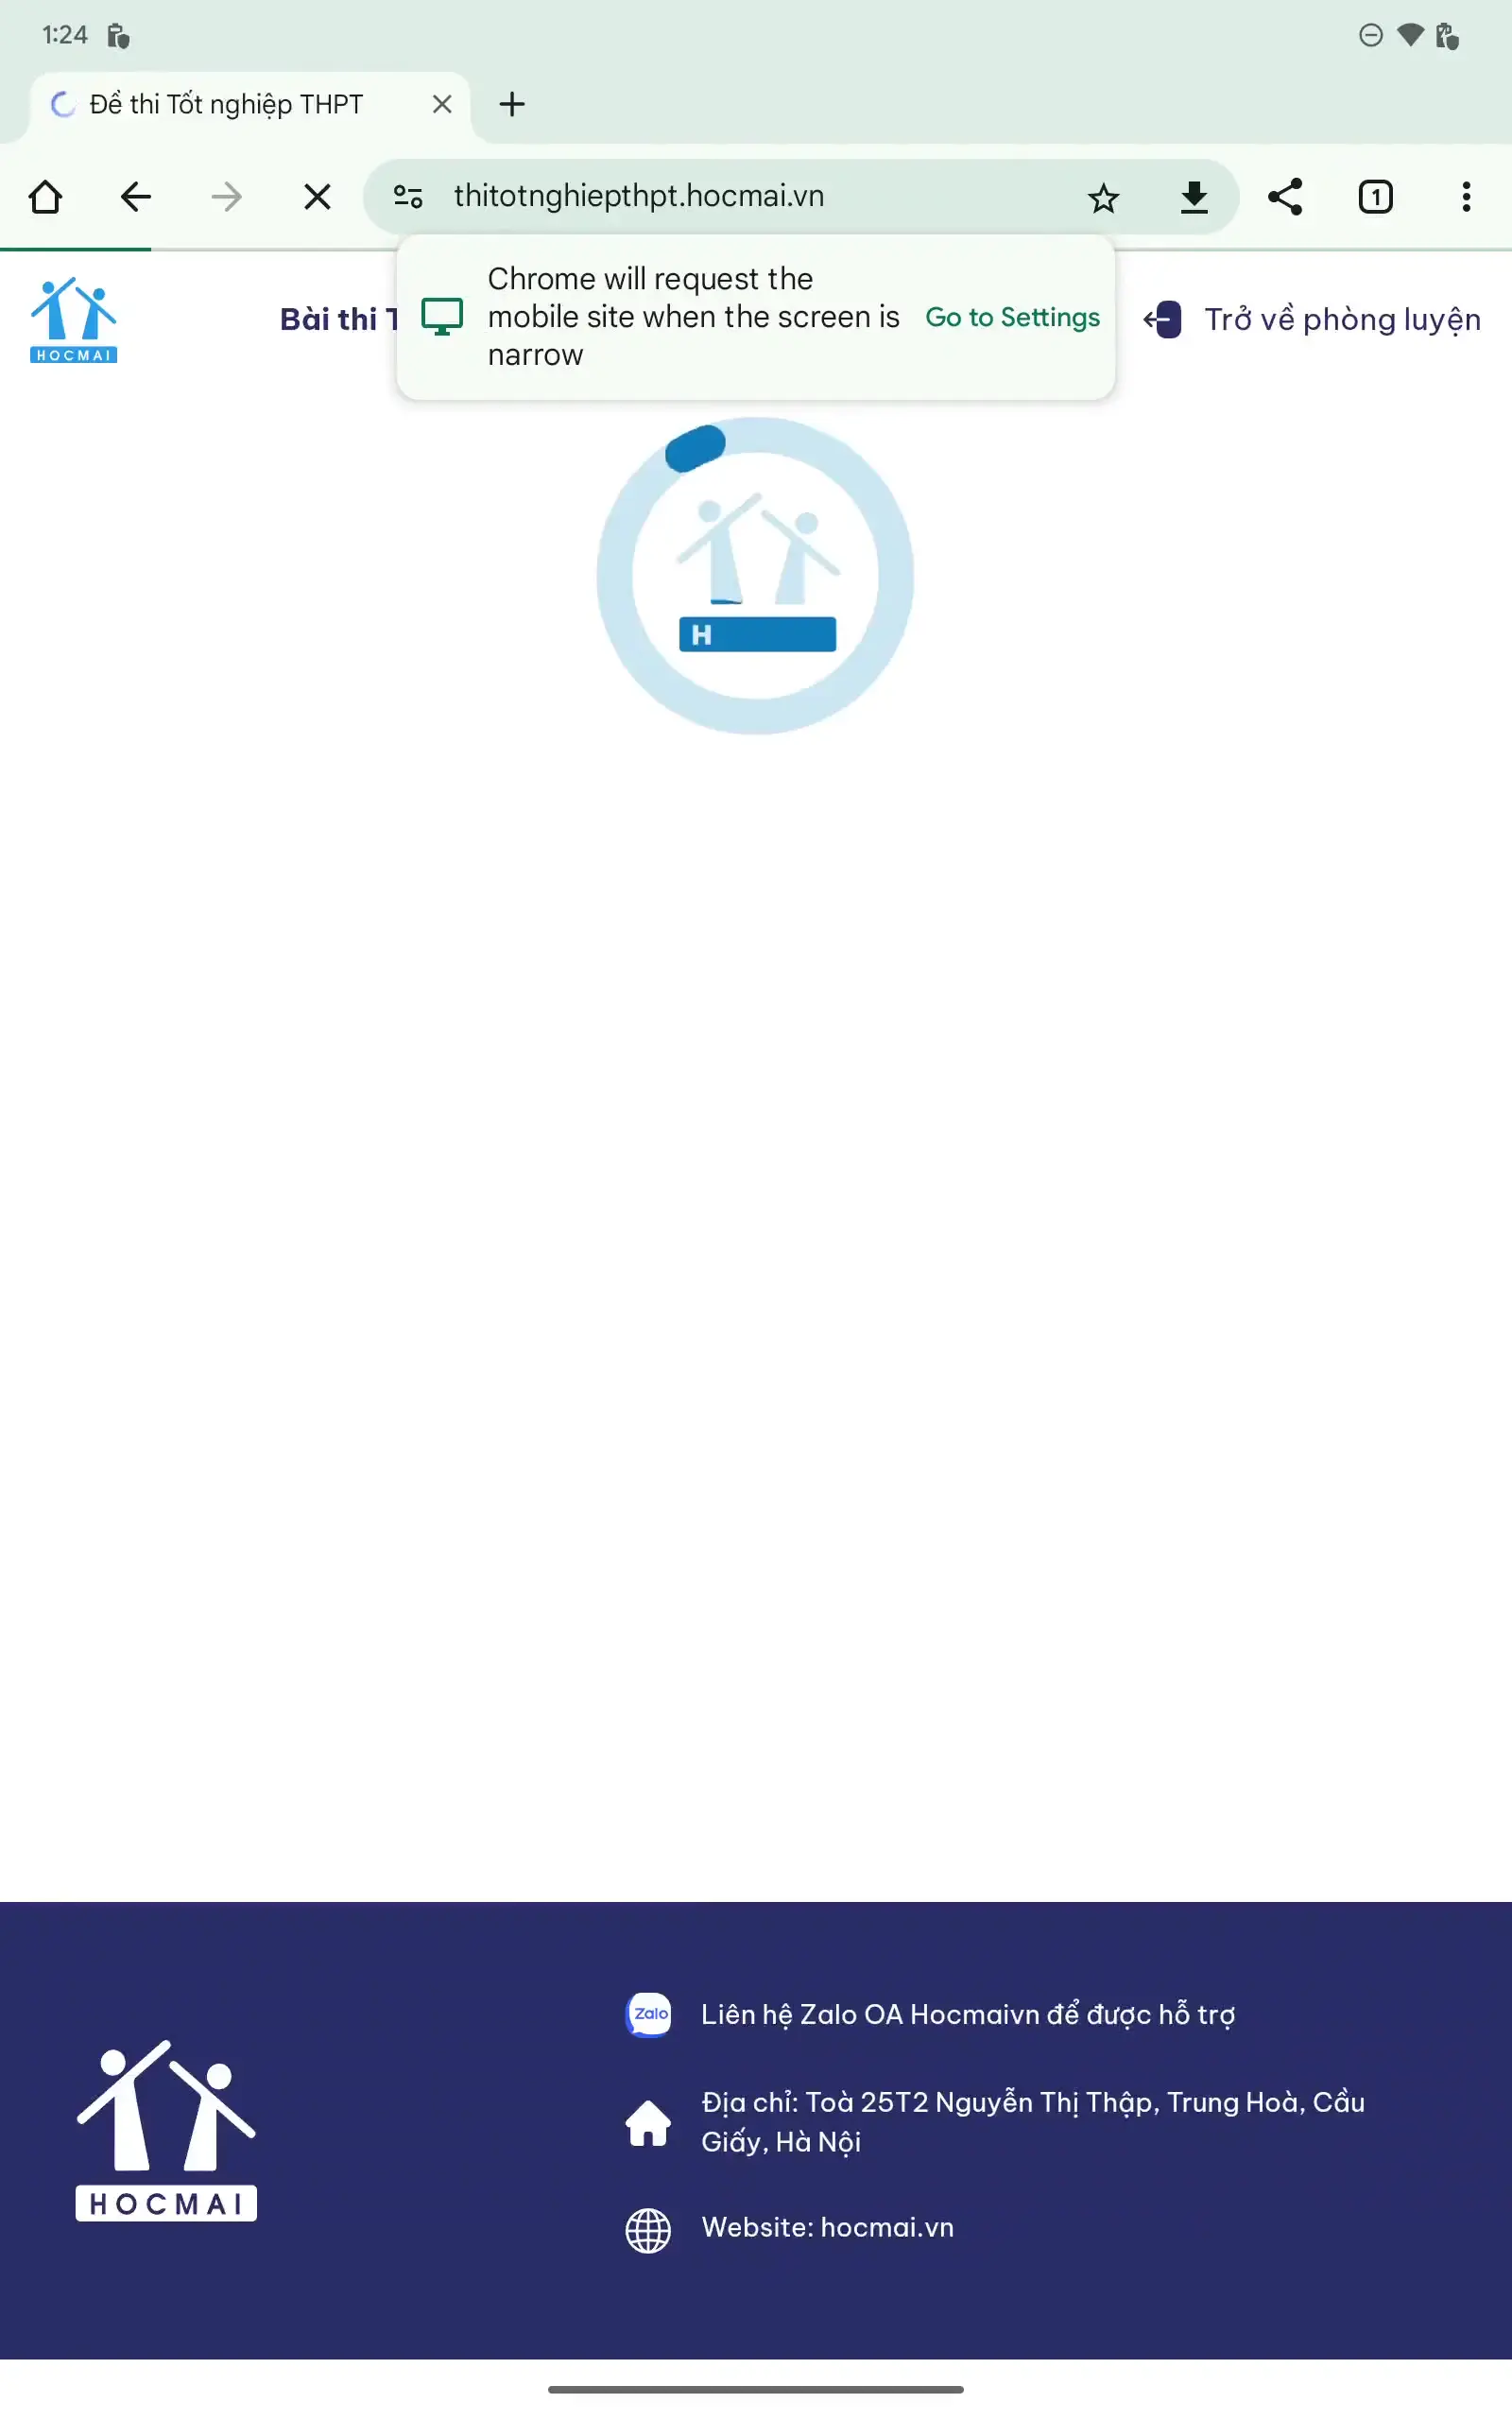 1:24
Đề thi Tốt nghiệp THPT
thitotnghiepthpt.hocmai.vn
1
Chrome will request the
mobile site when the screen is
narrow
Go to Settings
HOCMAI
Bài thi T
Trở về phòng luyện
H
Zalo
Liên hệ Zalo OA Hocmaivn để được hỗ trợ
Địa chỉ: Toà 25T2 Nguyễn Thị Thập, Trung Hoà, Cầu
Giấy, Hà Nội
HOCMAI
Website: hocmai.vn